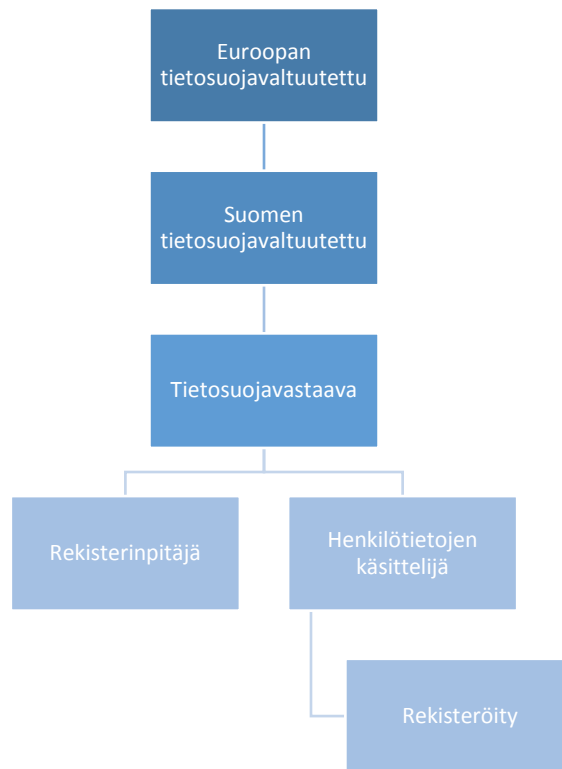 Euroopan
tietosuojavaltuutettu
Suomen
tietosuojavaltuutettu
Tietosuojavastaava
Rekisterinpitäjä
Henkilötietojen
käsittelijä
Rekisteröity